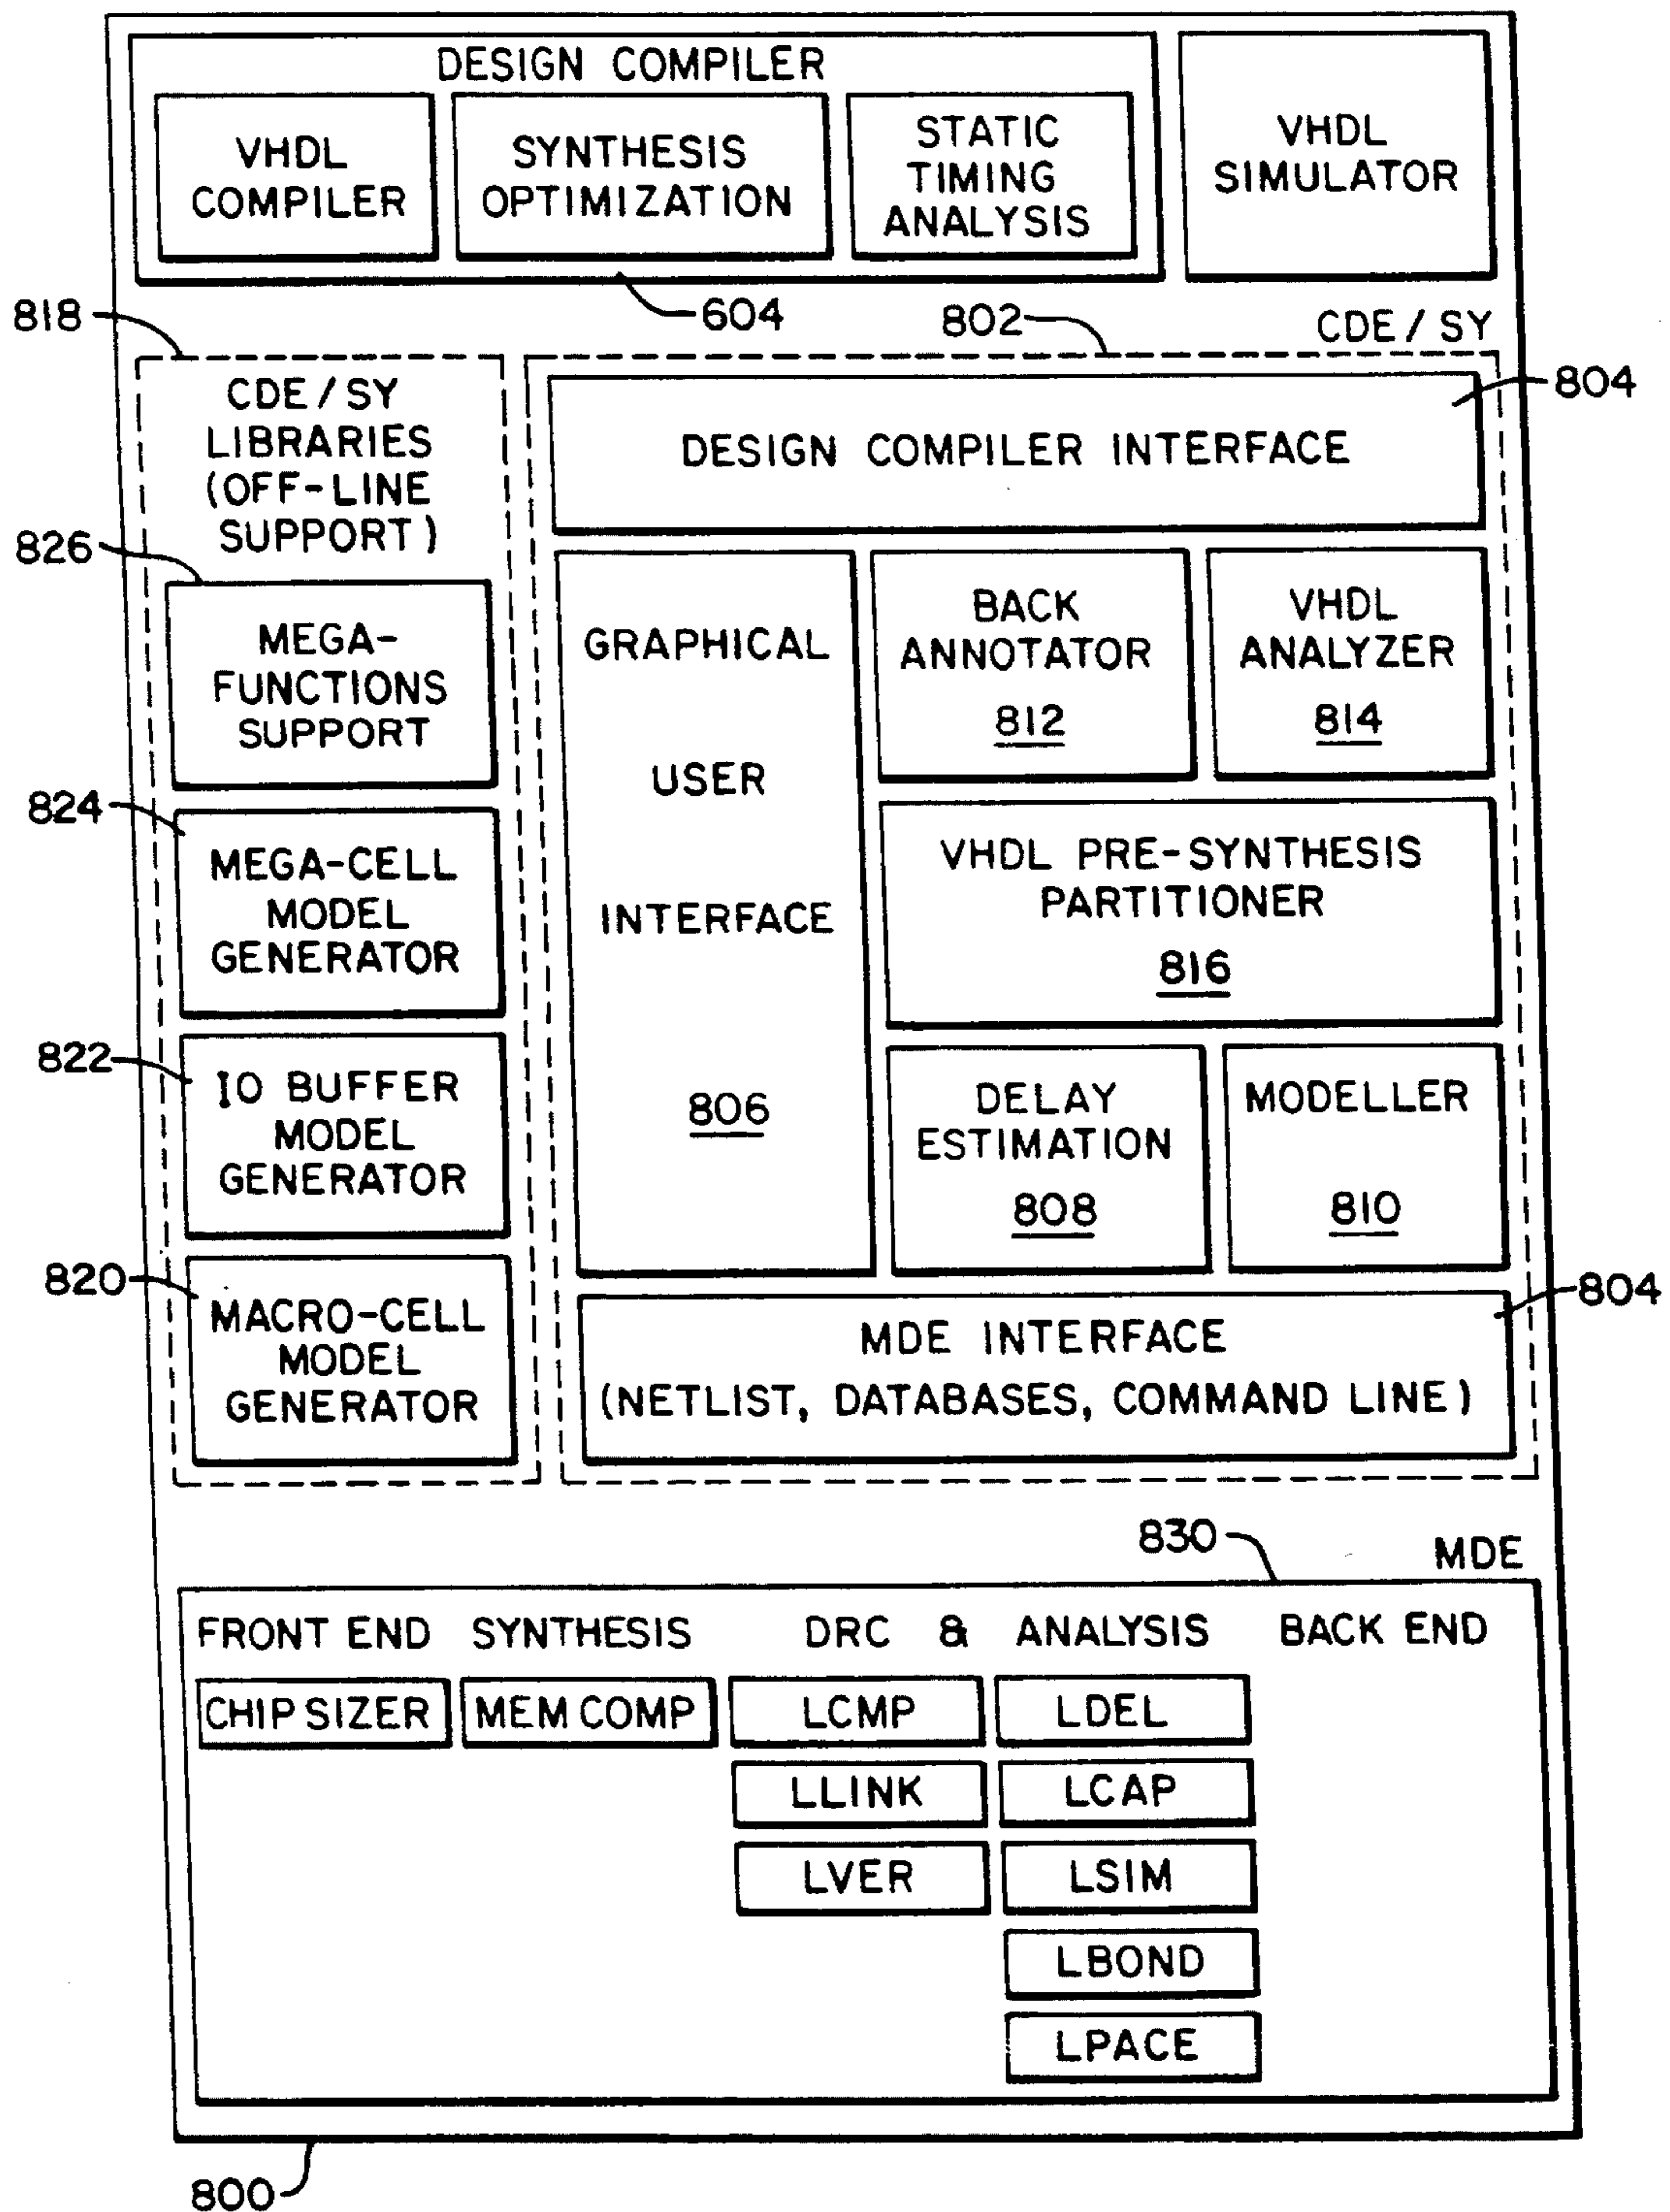 DESIGN COMPILER
VHDL
COMPILER
SYNTHESIS
OPTIMIZATION
STATIC
TIMING
ANALYSIS
VHDL
SIMULATOR
604
818
802
CDE / SY
CDE / SY
LIBRARIES
(OFF-LINE
SUPPORT)
826
MEGA-
FUNCTIONS
SUPPORT
824
MEGA-CELL
MODEL
GENERATOR
822
IO BUFFER
MODEL
GENERATOR
820
MACRO-CELL
MODEL
GENERATOR
804
DESIGN COMPILER INTERFACE
GRAPHICAL
USER
INTERFACE
806
BACK
ANNOTATOR
812
VHDL
ANALYZER
814
VHDL PRE-SYNTHESIS
PARTITIONER
816
DELAY
ESTIMATION
808
MODELLER
810
804
MDE INTERFACE
(NETLIST, DATABASES, COMMAND LINE)
830
MDE
FRONT END SYNTHESIS DRC & ANALYSIS BACK END
CHIP SIZER MEM COMP LCMP LDEL
LLINK LCAP
LVER LSIM
LBOND
LPACE
800